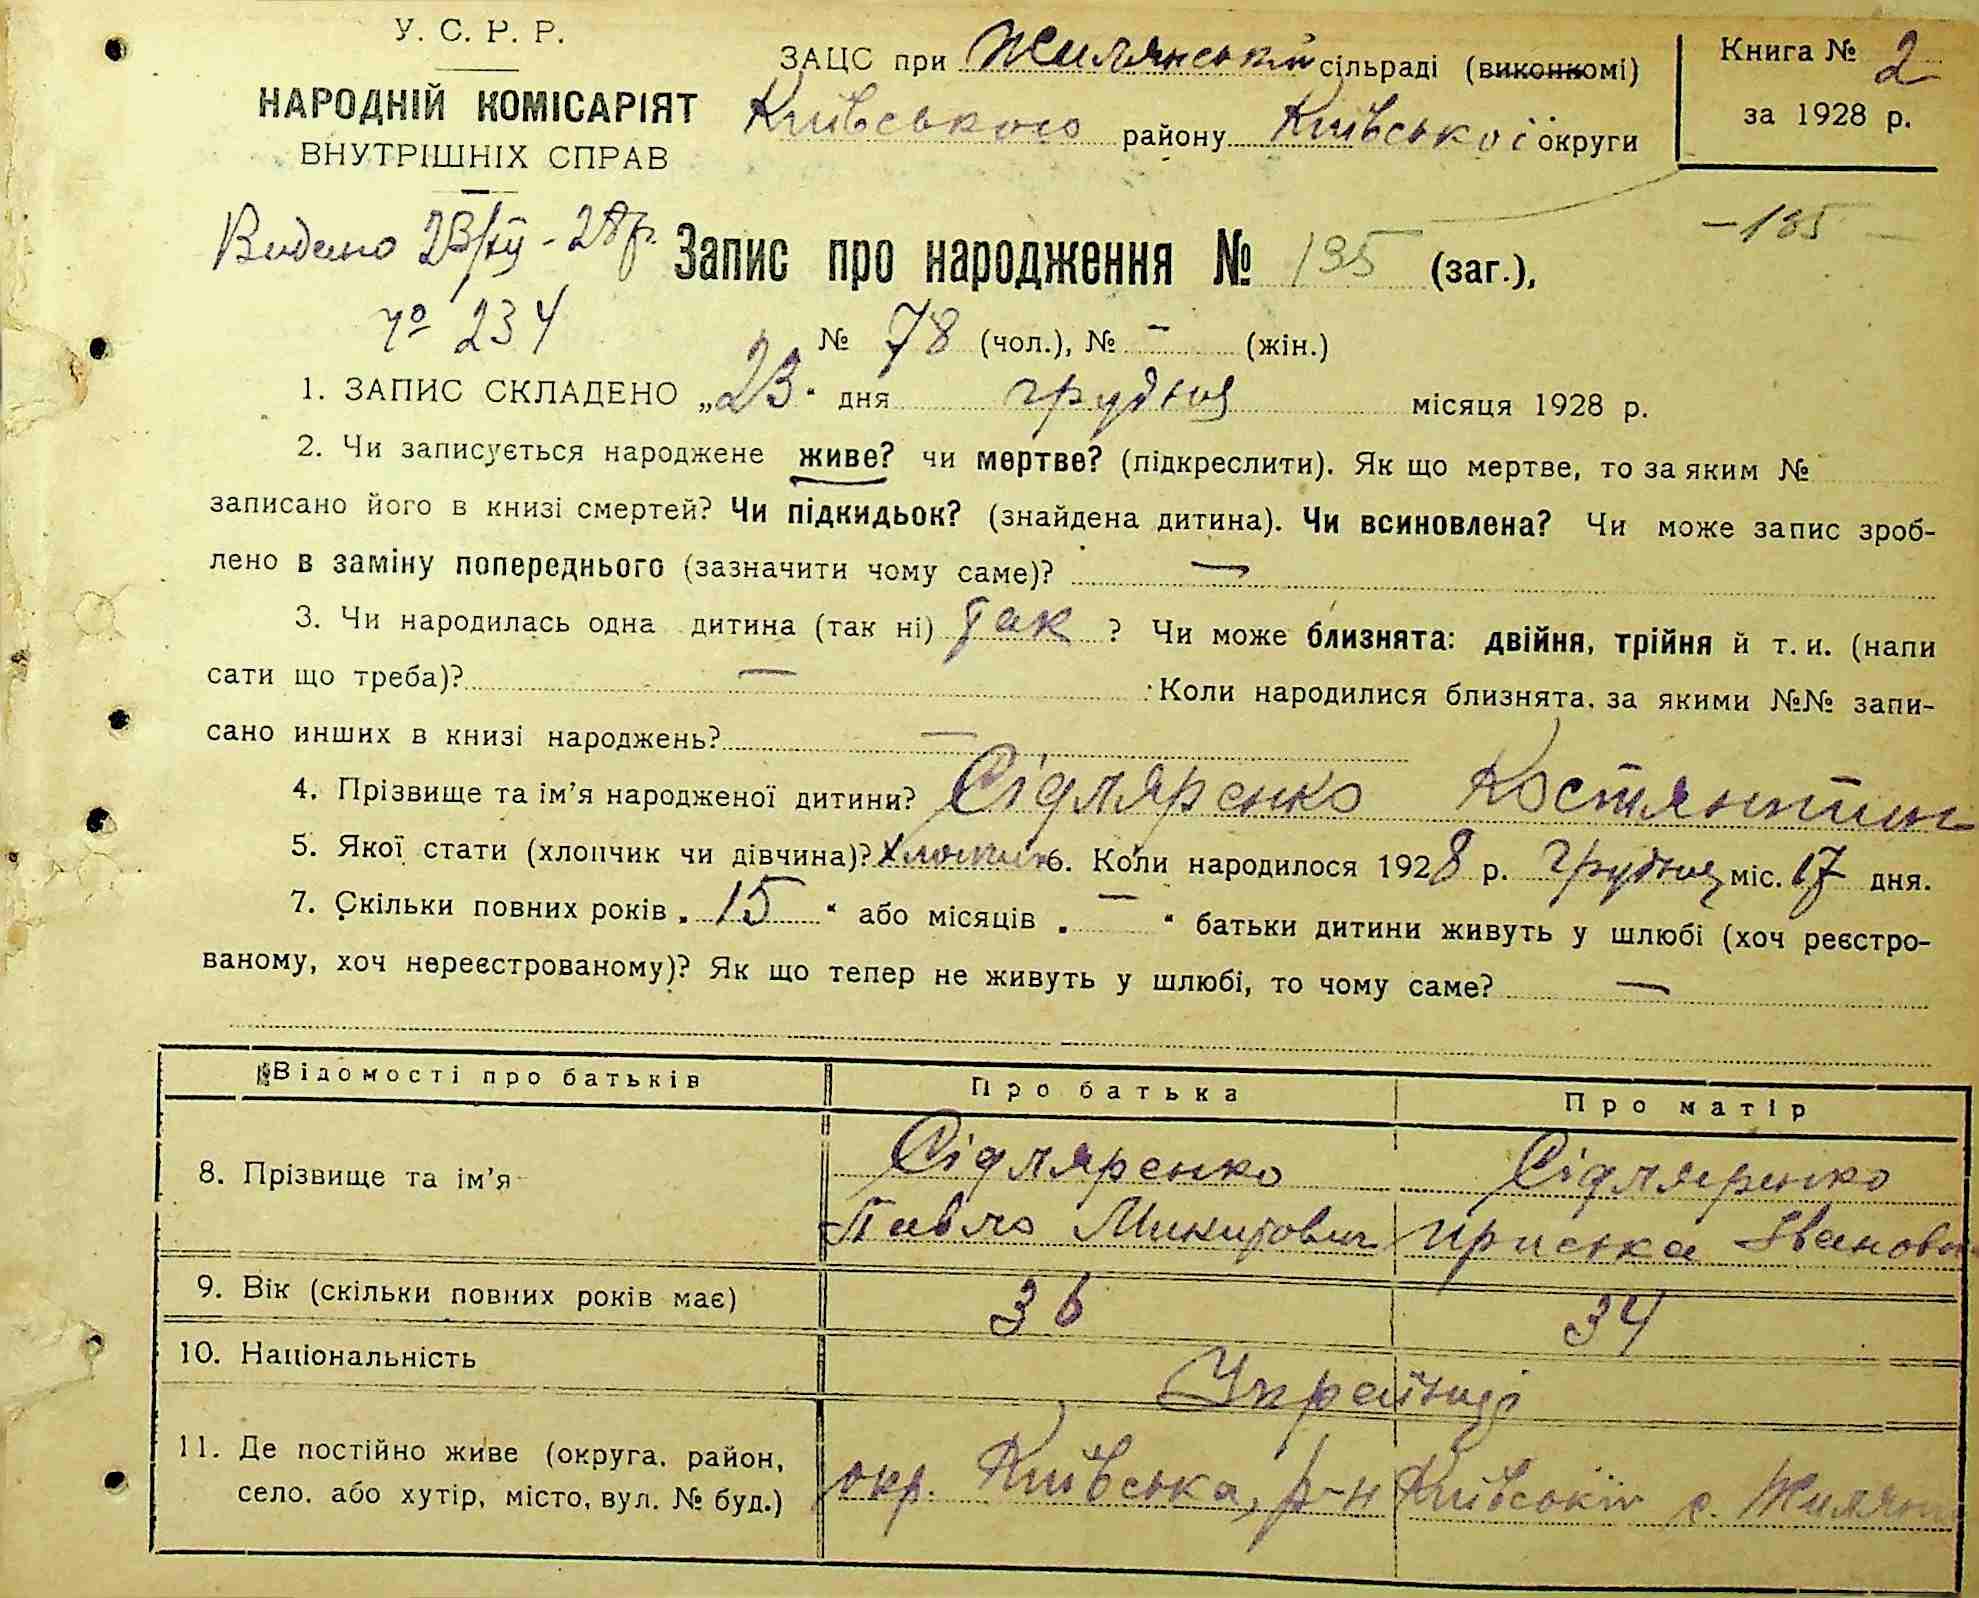 У. С. Р. Р.
НАРОДНІЙ КОМІСАРІЯТ
ВНУТРІШНІХ СПРАВ
ЗАЦС при Жилянській сільраді (виконкомі)
Київського району Київської округи
Книга № 2
за 1928 р.
Видано 23/XII - 28 р.
№ 234
- 135 -
Запис про народження № 135 (заг.),
№ 78 (чол.), № - (жін.)
1. ЗАПИС СКЛАДЕНО „23“ дня грудня місяця 1928 р.
2. Чи записується народжене живе? чи мертве? (підкреслити). Як що мертве, то за яким №
записано його в книзі смертей? Чи підкидьок? (знайдена дитина). Чи всиновлена? Чи може запис зроб-
лено в заміну попереднього (зазначити чому саме)? —
3. Чи народилась одна дитина (так ні) Так ? Чи може близнята: двійня, трійня й т. и. (напи
сати що треба)? — Коли народилися близнята, за якими №№ запи-
сано инших в книзі народжень? —
4. Прізвище та ім'я народженої дитини? Сідляренко Костянтин
5. Якої стати (хлопчик чи дівчина)? Хлопчик 6. Коли народилося 1928 р. грудня міс. 17 дня.
7. Скільки повних років „15“ або місяців „—“ батьки дитини живуть у шлюбі (хоч реєстро-
ваному, хоч нереєстрованому)? Як що тепер не живуть у шлюбі, то чому саме? —
Відомості про батьків
Про батька
Про матір
8. Прізвище та ім'я
Сідляренко
Павло Микитович
Сідляренко
Приська Іванов
9. Вік (скільки повних років має)
36
34
10. Національність
Українці
11. Де постійно живе (округа, район,
село, або хутір, місто, вул. № буд.)
окр. Київська, р-н Київський с. Жиляни